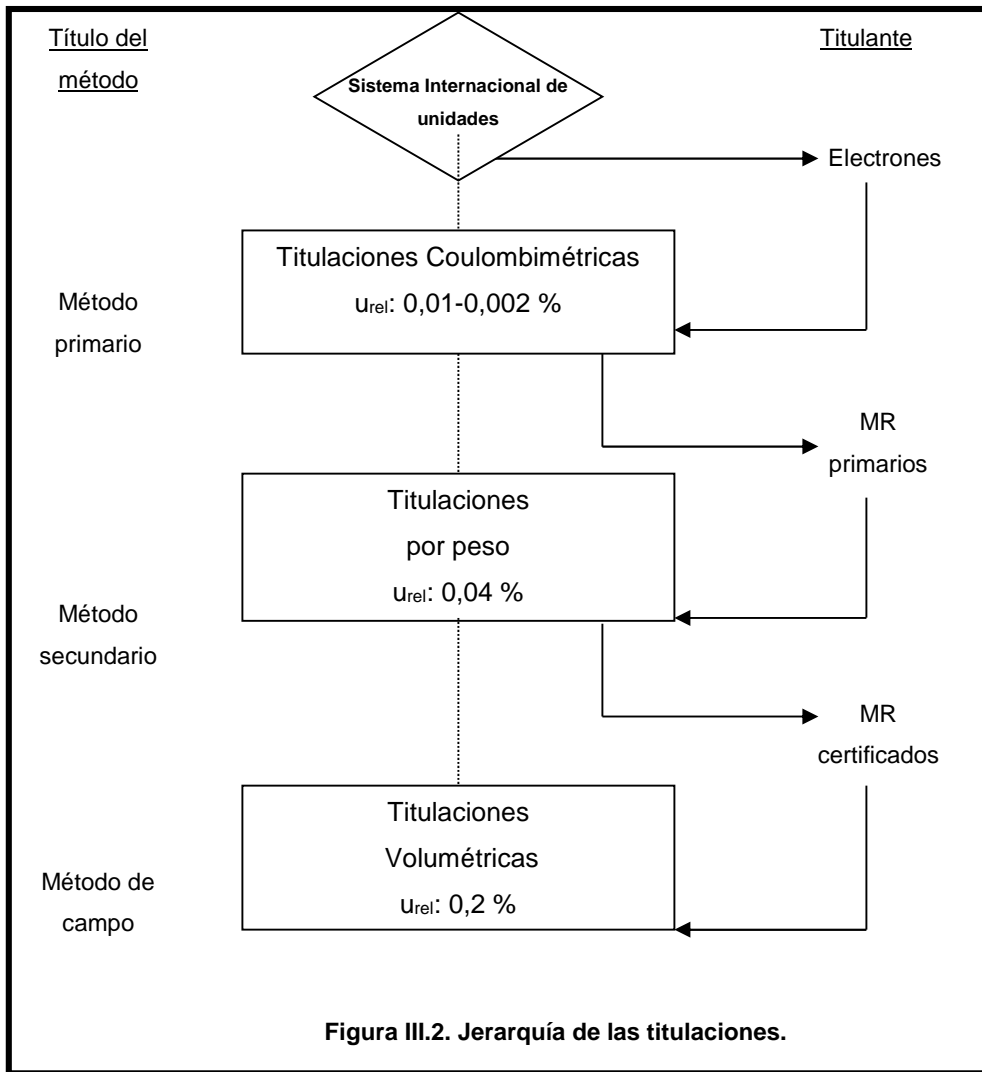 Título del
método
Titulante
Sistema Internacional de
unidades
Electrones
Titulaciones Coulombimétricas
urel: 0,01-0,002 %
Método
primario
MR
primarios
Titulaciones
por peso
urel: 0,04 %
Método
secundario
MR
certificados
Titulaciones
Volumétricas
urel: 0,2 %
Método de
campo
Figura III.2. Jerarquía de las titulaciones.